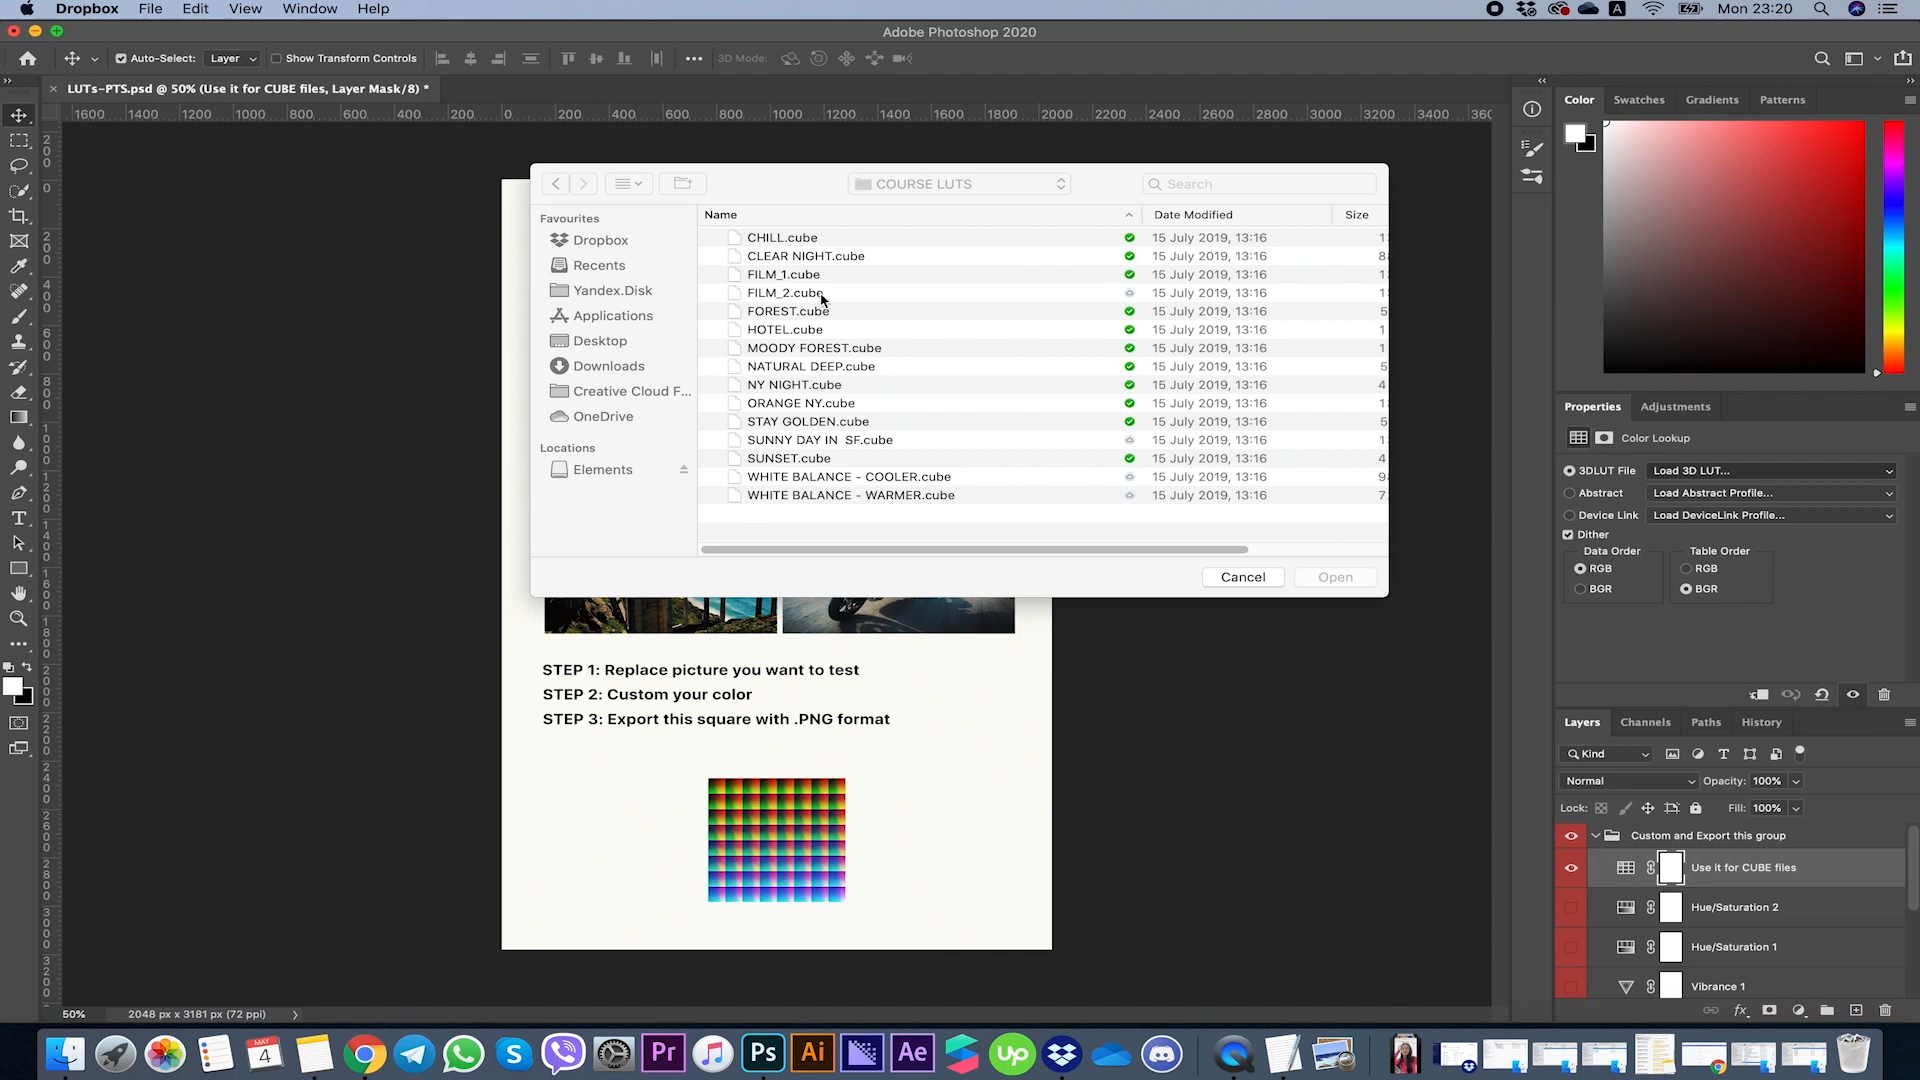 Dropbox File Edit View Window Help
A Mon 23:20
Adobe Photoshop 2020
Auto-Select: Layer Show Transform Controls 3D Mode:
LUTs-PTS.psd @ 50% (Use it for CUBE files, Layer Mask/8) *
1600 1400 1200 1000 800 600 400 200 0 200 400 600 800 1000 1200 1400 1600 1800 2000 2200 2400 2600 2800 3000 3200 3400
COURSE LUTS
Search
Favourites
Dropbox
Recents
Yandex.Disk
Applications
Desktop
Downloads
Creative Cloud F...
OneDrive
Locations
Elements
Name Date Modified Size
CHILL.cube 15 July 2019, 13:16
CLEAR NIGHT.cube 15 July 2019, 13:16
FILM_1.cube 15 July 2019, 13:16
FILM_2.cube 15 July 2019, 13:16
FOREST.cube 15 July 2019, 13:16
HOTEL.cube 15 July 2019, 13:16
MOODY FOREST.cube 15 July 2019, 13:16
NATURAL DEEP.cube 15 July 2019, 13:16
NY NIGHT.cube 15 July 2019, 13:16
ORANGE NY.cube 15 July 2019, 13:16
STAY GOLDEN.cube 15 July 2019, 13:16
SUNNY DAY IN SF.cube 15 July 2019, 13:16
SUNSET.cube 15 July 2019, 13:16
WHITE BALANCE - COOLER.cube 15 July 2019, 13:16
WHITE BALANCE - WARMER.cube 15 July 2019, 13:16
Cancel Open
STEP 1: Replace picture you want to test
STEP 2: Custom your color
STEP 3: Export this square with .PNG format
50% 2048 px x 3181 px (72 ppi)
Color Swatches Gradients Patterns
Properties Adjustments
Color Lookup
3DLUT File Load 3D LUT...
Abstract Load Abstract Profile...
Device Link Load DeviceLink Profile...
Dither
Data Order Table Order
RGB RGB
BGR BGR
Layers Channels Paths History
Kind
Normal Opacity: 100%
Lock: Fill: 100%
Custom and Export this group
Use it for CUBE files
Hue/Saturation 2
Hue/Saturation 1
Vibrance 1
fx
MAY
4
Pr
Ps
Ai
Ae
Up